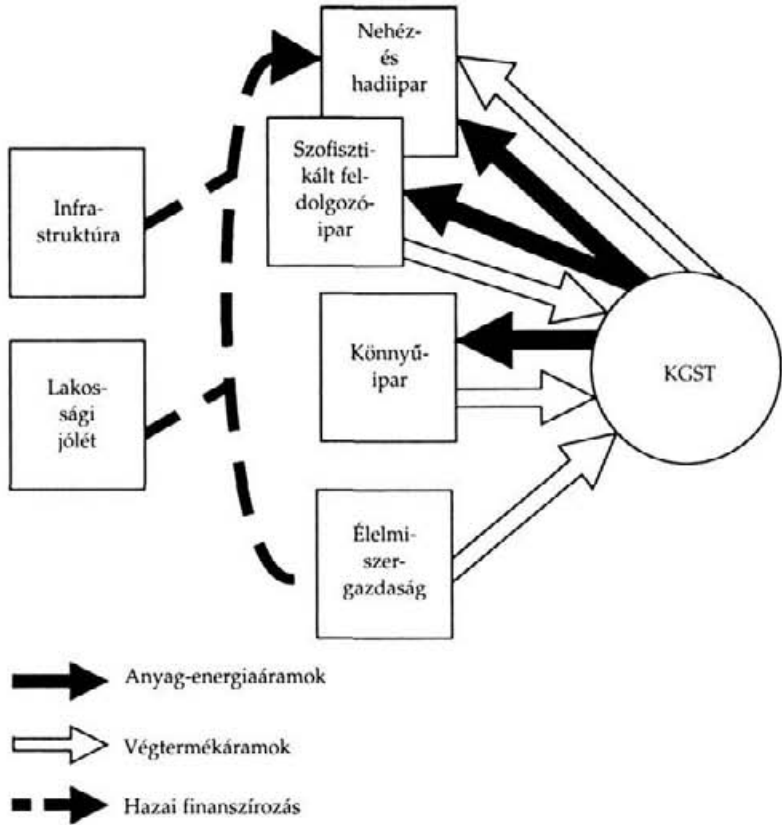 Nehéz-
és
hadiipar
Szofiszti-
kált fel-
dolgozó-
ipar
Infra-
struktúra
Könnyű-
ipar
KGST
Lakos-
sági
jólét
Élelmi-
szer-
gazdaság
Anyag-energiaáramok
Végtermékáramok
Hazai finanszírozás